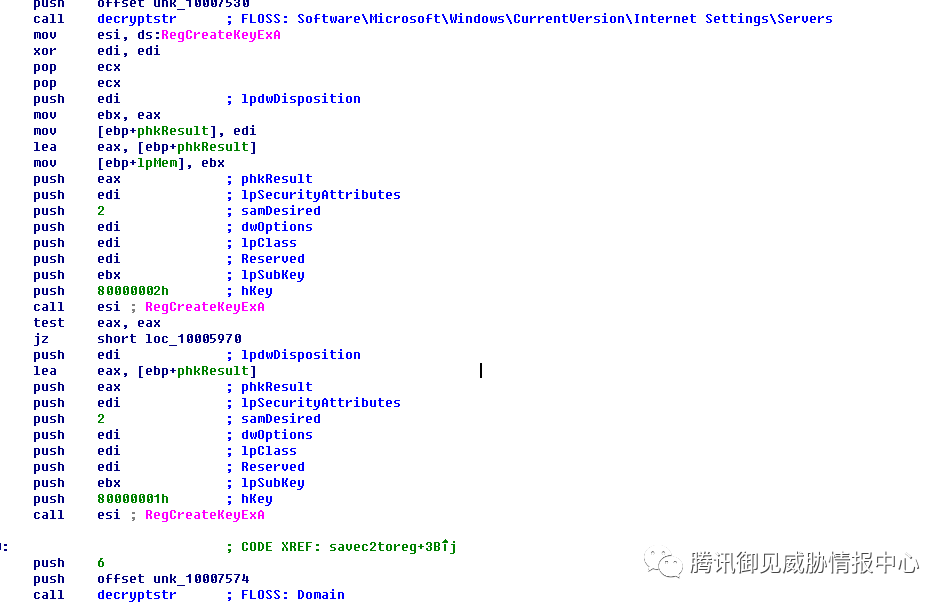 push offset unk_10007530
call decryptstr ; FLOSS: Software\Microsoft\Windows\CurrentVersion\Internet Settings\Servers
mov esi, ds:RegCreateKeyExA
xor edi, edi
pop ecx
pop ecx
push edi ; lpdwDisposition
mov ebx, eax
mov [ebp+phkResult], edi
lea eax, [ebp+phkResult]
mov [ebp+lpMem], ebx
push eax ; phkResult
push edi ; lpSecurityAttributes
push 2 ; samDesired
push edi ; dwOptions
push edi ; lpClass
push edi ; Reserved
push ebx ; lpSubKey
push 80000002h ; hKey
call esi ; RegCreateKeyExA
test eax, eax
jz short loc_10005970
push edi ; lpdwDisposition
lea eax, [ebp+phkResult]
push eax ; phkResult
push edi ; lpSecurityAttributes
push 2 ; samDesired
push edi ; dwOptions
push edi ; lpClass
push edi ; Reserved
push ebx ; lpSubKey
push 80000001h ; hKey
call esi ; RegCreateKeyExA
: ; CODE XREF: savec2toreg+3B↑j
push 6
push offset unk_10007574
call decryptstr ; FLOSS: Domain
腾讯御见威胁情报中心